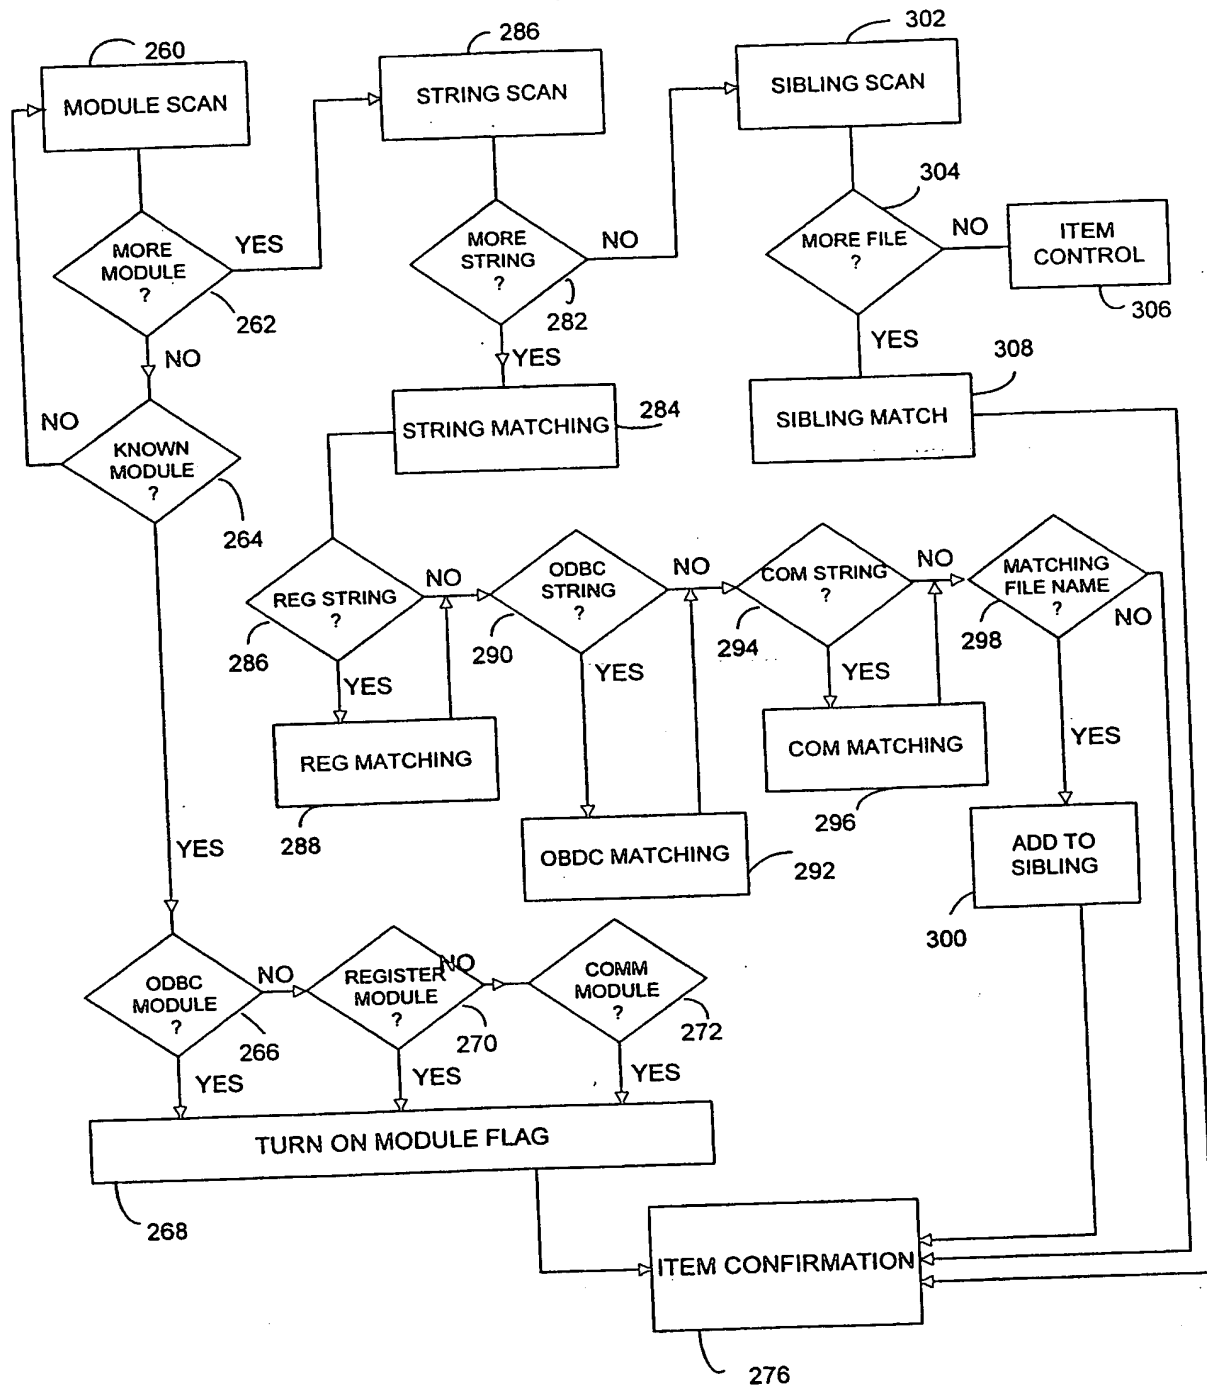 260
MODULE SCAN
286
STRING SCAN
302
SIBLING SCAN
MORE
MODULE
?
YES
262
NO
MORE
STRING
?
NO
282
YES
304
MORE FILE
?
NO
ITEM
CONTROL
306
YES
308
NO
KNOWN
MODULE
?
264
STRING MATCHING
284
SIBLING MATCH
REG STRING
?
286
NO
YES
ODBC
STRING
?
290
NO
YES
COM STRING
?
294
NO
YES
MATCHING
FILE NAME
?
298
NO
YES
REG MATCHING
288
OBDC MATCHING
292
COM MATCHING
296
ADD TO
SIBLING
300
YES
ODBC
MODULE
?
NO
266
YES
REGISTER
MODULE
?
NO
270
YES
COMM
MODULE
?
272
YES
TURN ON MODULE FLAG
268
ITEM CONFIRMATION
276